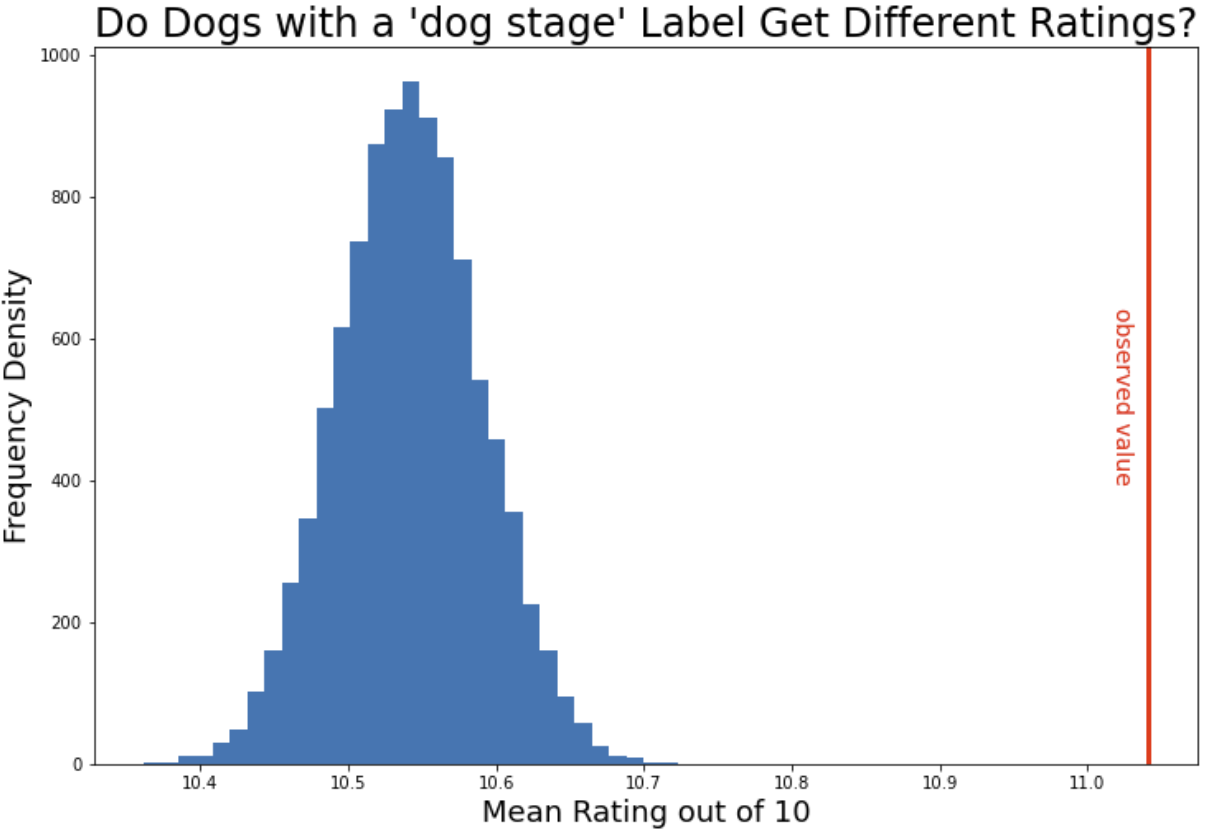 Do Dogs with a 'dog stage' Label Get Different Ratings?
1000
800
600
400
200
0
Frequency Density
observed value
10.4 10.5 10.6 10.7 10.8 10.9 11.0
Mean Rating out of 10